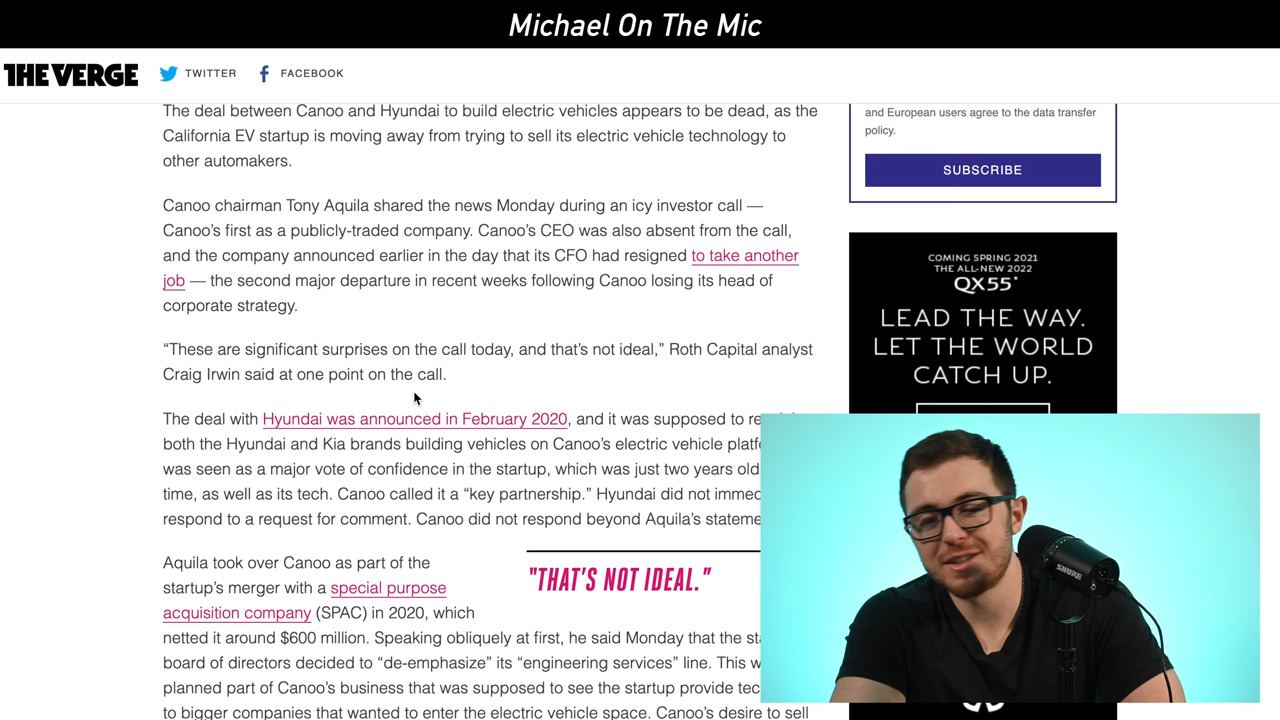 Michael On The Mic
THE VERGE
TWITTER
FACEBOOK
The deal between Canoo and Hyundai to build electric vehicles appears to be dead, as the
California EV startup is moving away from trying to sell its electric vehicle technology to
other automakers.
Canoo chairman Tony Aquila shared the news Monday during an icy investor call —
Canoo’s first as a publicly-traded company. Canoo’s CEO was also absent from the call,
and the company announced earlier in the day that its CFO had resigned to take another
job — the second major departure in recent weeks following Canoo losing its head of
corporate strategy.
“These are significant surprises on the call today, and that’s not ideal,” Roth Capital analyst
Craig Irwin said at one point on the call.
The deal with Hyundai was announced in February 2020, and it was supposed to
both the Hyundai and Kia brands building vehicles on Canoo’s electric vehicle
was seen as a major vote of confidence in the startup, which was just two years old
time, as well as its tech. Canoo called it a “key partnership.” Hyundai did not
respond to a request for comment. Canoo did not respond beyond Aquila’s
Aquila took over Canoo as part of the
startup’s merger with a special purpose
acquisition company (SPAC) in 2020, which
"THAT’S NOT IDEAL."
netted it around $600 million. Speaking obliquely at first, he said Monday that the
board of directors decided to “de-emphasize” its “engineering services” line. This
planned part of Canoo’s business that was supposed to see the startup provide
to bigger companies that wanted to enter the electric vehicle space. Canoo’s desire to sell
and European users agree to the data transfer
policy.
SUBSCRIBE
COMING SPRING 2021
THE ALL-NEW 2022
QX55*
LEAD THE WAY.
LET THE WORLD
CATCH UP.
SHURE